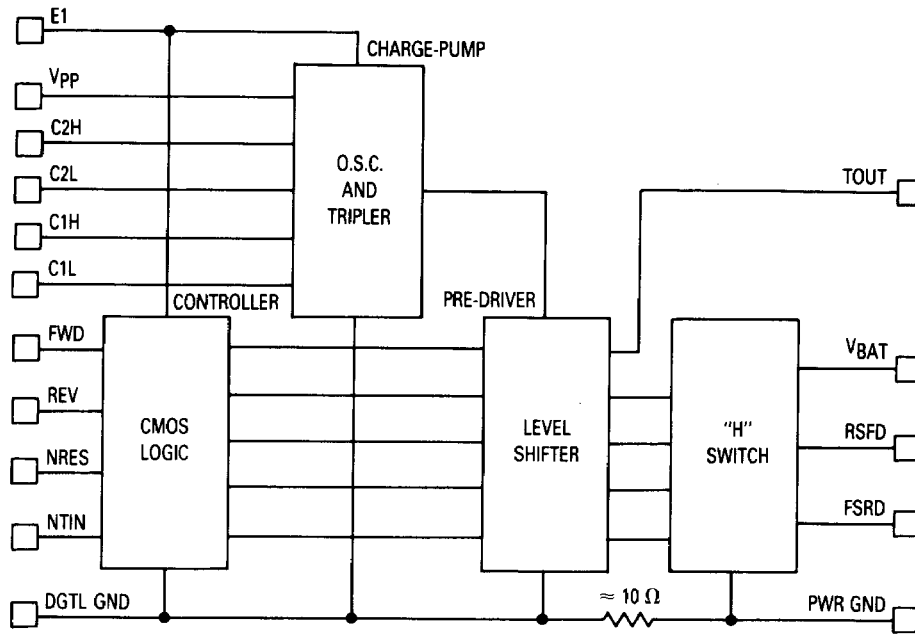 E1
CHARGE-PUMP
VPP
C2H
C2L
C1H
C1L
O.S.C.
AND
TRIPLER
TOUT
CONTROLLER
PRE-DRIVER
FWD
REV
NRES
NTIN
CMOS
LOGIC
LEVEL
SHIFTER
"H"
SWITCH
VBAT
RSFD
FSRD
DGTL GND
≈ 10 Ω
PWR GND